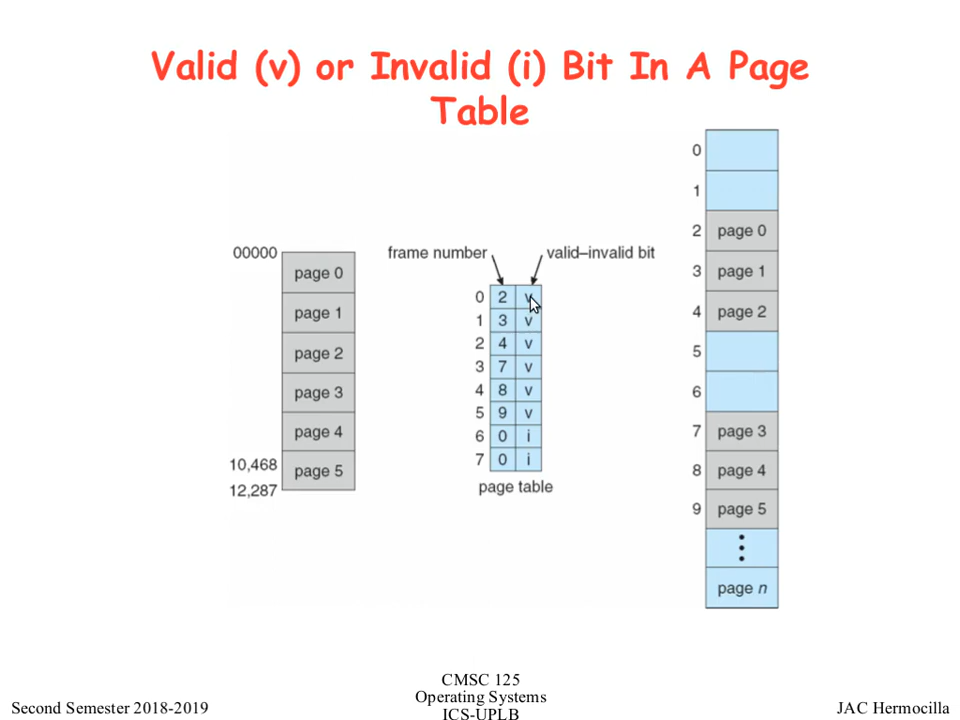 Valid (v) or Invalid (i) Bit In A Page
Table
00000
page 0
page 1
page 2
page 3
page 4
10,468
page 5
12,287
frame number
valid–invalid bit
0 2 v
1 3 v
2 4 v
3 7 v
4 8 v
5 9 v
6 0 i
7 0 i
page table
0
1
2 page 0
3 page 1
4 page 2
5
6
7 page 3
8 page 4
9 page 5
page n
Second Semester 2018-2019
CMSC 125
Operating Systems
ICS-UPLB
JAC Hermocilla